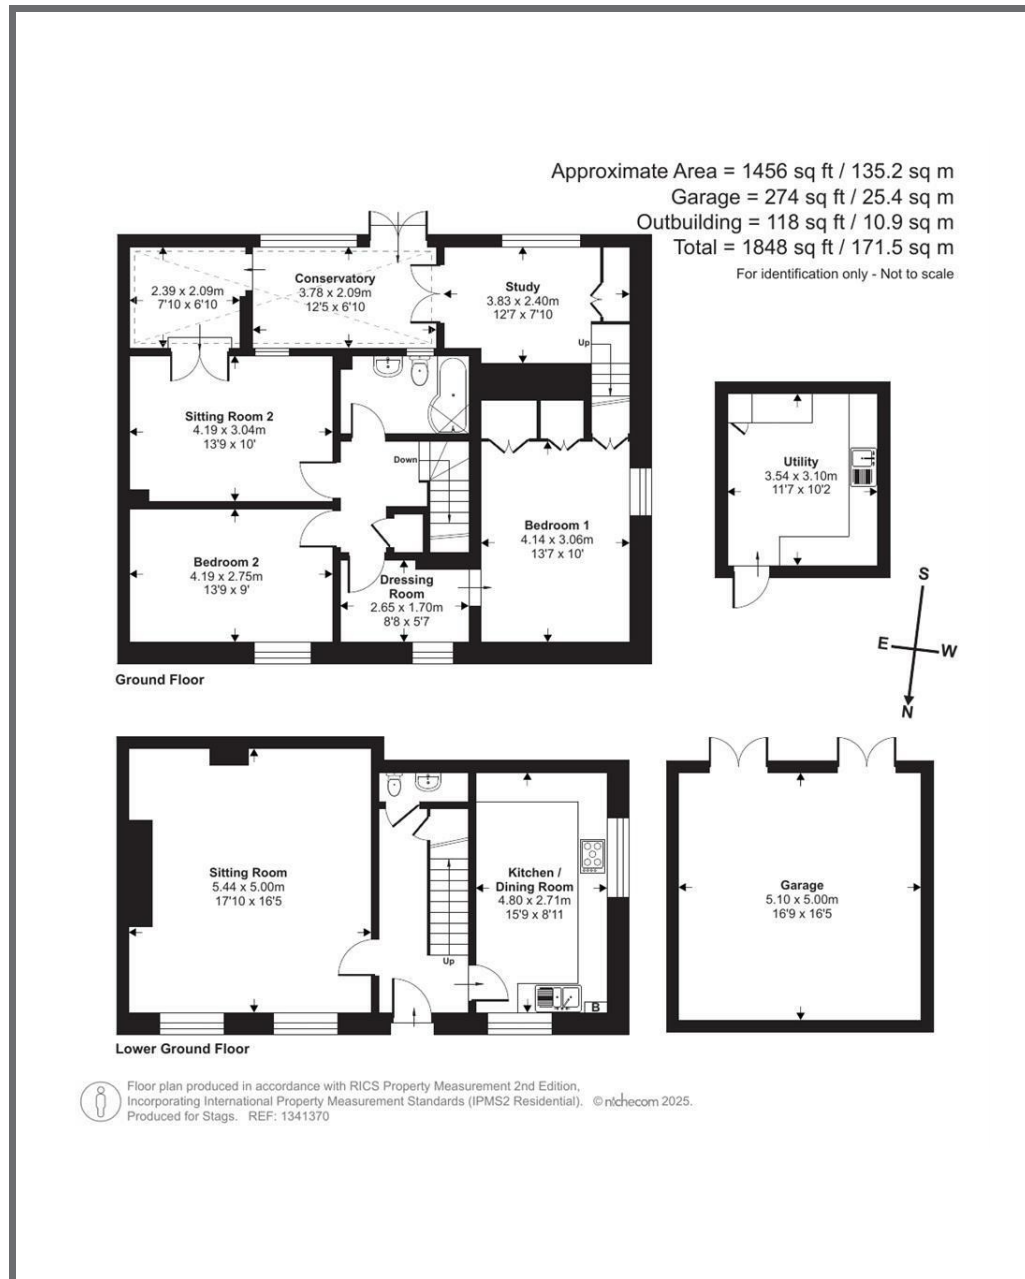 Approximate Area = 1456 sq ft / 135.2 sq m
Garage = 274 sq ft / 25.4 sq m
Outbuilding = 118 sq ft / 10.9 sq m
Total = 1848 sq ft / 171.5 sq m
For identification only - Not to scale
2.39 x 2.09m
7'10 x 6'10
Conservatory
3.78 x 2.09m
12'5 x 6'10
Study
3.83 x 2.40m
12'7 x 7'10
Up
Sitting Room 2
4.19 x 3.04m
13'9 x 10'
Down
Bedroom 1
4.14 x 3.06m
13'7 x 10'
Bedroom 2
4.19 x 2.75m
13'9 x 9'
Dressing
Room
2.65 x 1.70m
8'8 x 5'7
Utility
3.54 x 3.10m
11'7 x 10'2
S
E
W
N
Ground Floor
Sitting Room
5.44 x 5.00m
17'10 x 16'5
Up
Kitchen /
Dining Room
4.80 x 2.71m
15'9 x 8'11
B
Garage
5.10 x 5.00m
16'9 x 16'5
Lower Ground Floor
Floor plan produced in accordance with RICS Property Measurement 2nd Edition,
Incorporating International Property Measurement Standards (IPMS2 Residential). © nichecom 2025.
Produced for Stags. REF: 1341370